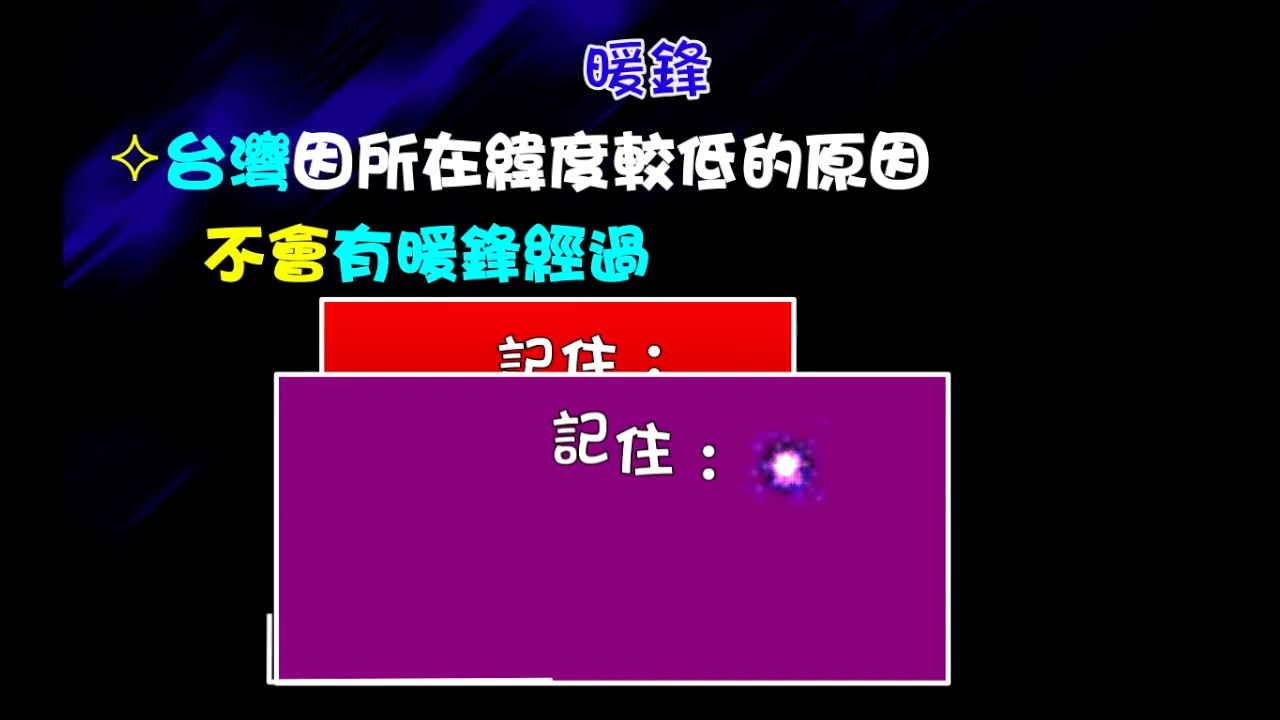 暖鋒
✧台灣因所在緯度較低的原因
不會有暖鋒經過
記住：
記住：